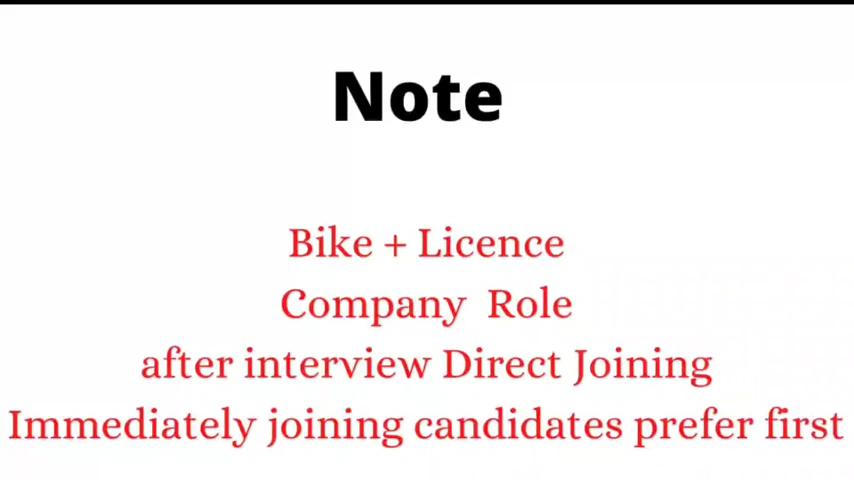 Note
Bike + Licence
Company Role
after interview Direct Joining
Immediately joining candidates prefer first